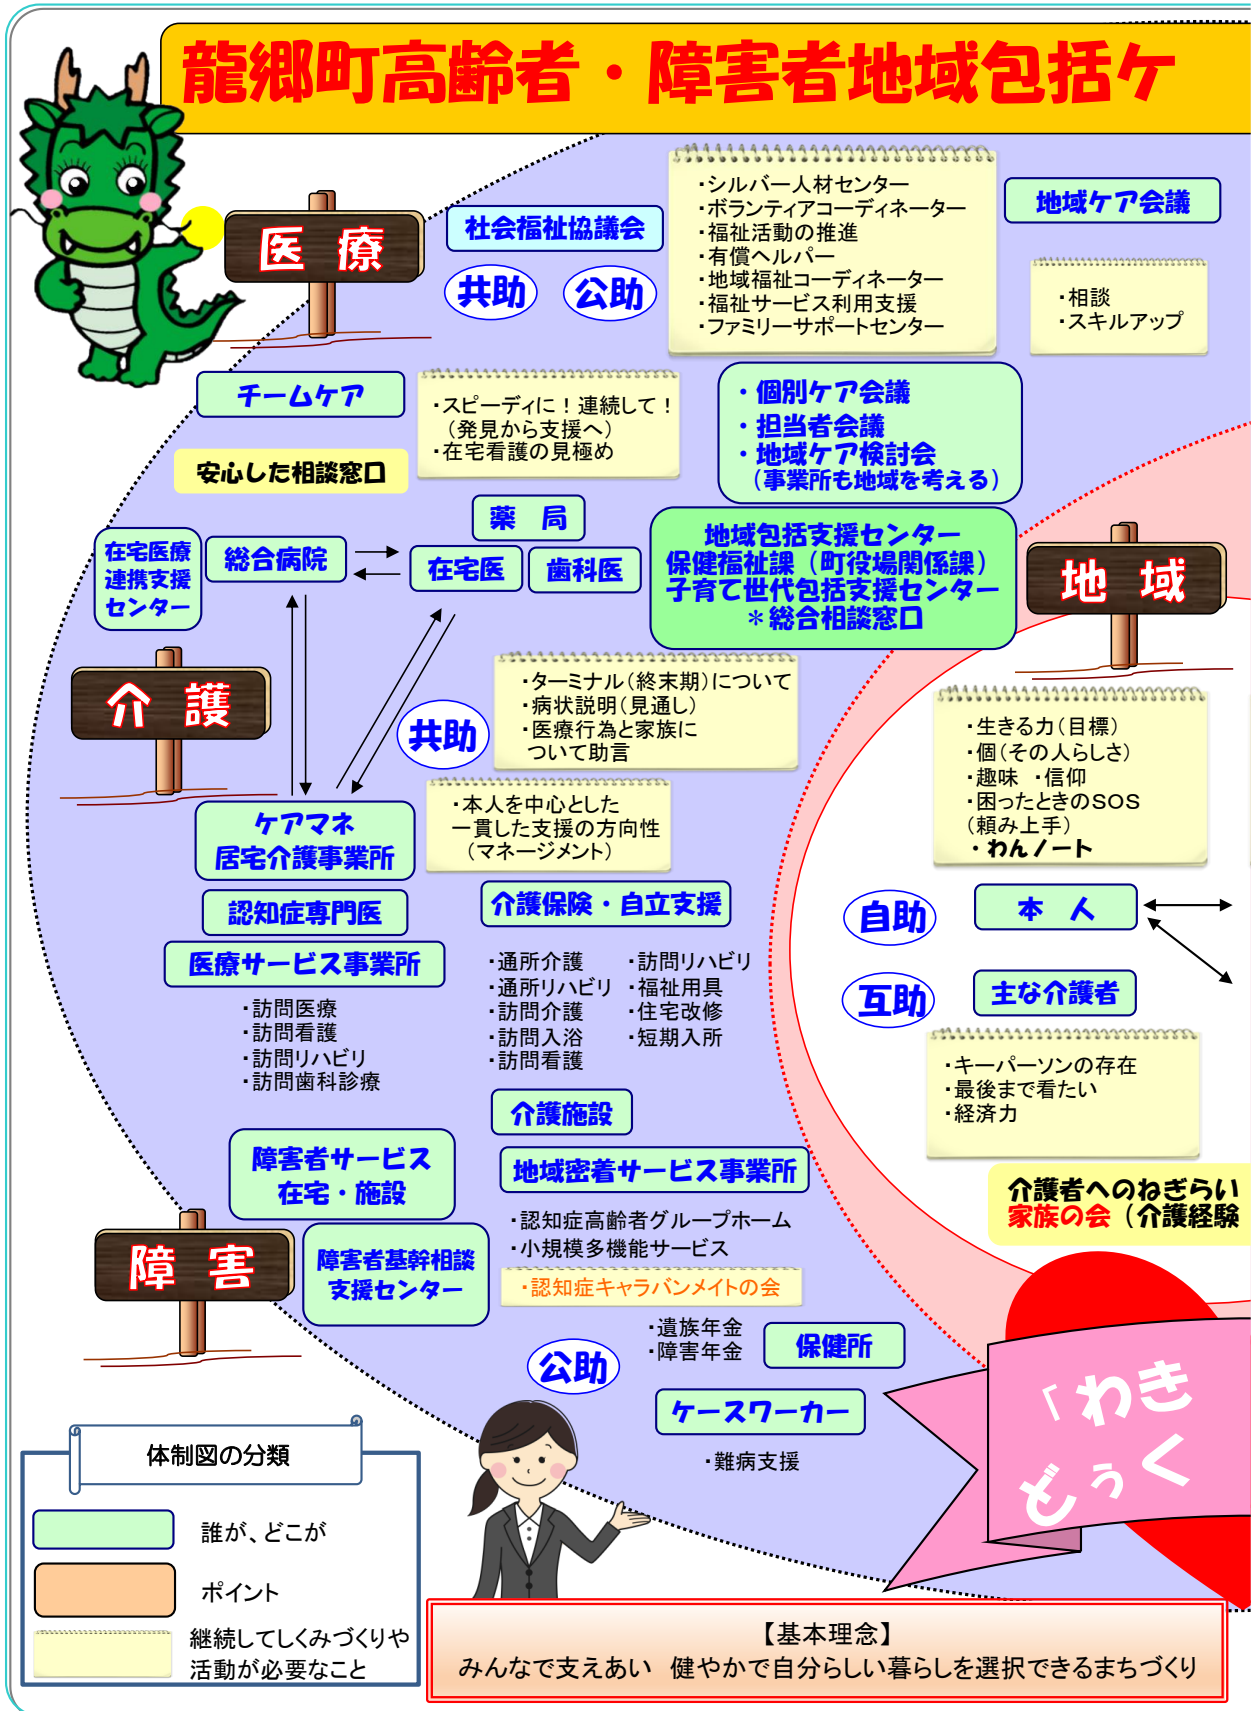 龍郷町高齢者・障害者地域包括ケ
医 療
社会福祉協議会
共助
公助
・シルバー人材センター
・ボランティアコーディネーター
・福祉活動の推進
・有償ヘルパー
・地域福祉コーディネーター
・福祉サービス利用支援
・ファミリーサポートセンター
地域ケア会議
・相談
・スキルアップ
チームケア
・スピーディに！連続して！
（発見から支援へ）
・在宅看護の見極め
安心した相談窓口
・個別ケア会議
・担当者会議
・地域ケア検討会
（事業所も地域を考える）
薬 局
在宅医療
連携支援
センター
総合病院
在宅医
歯科医
地域包括支援センター
保健福祉課（町役場関係課）
子育て世代包括支援センター
＊総合相談窓口
地 域
介 護
共助
・ターミナル（終末期）について
・病状説明（見通し）
・医療行為と家族に
ついて助言
・生きる力（目標）
・個（その人らしさ）
・趣味 ・信仰
・困ったときのSOS
（頼み上手）
・わんノート
ケアマネ
居宅介護事業所
・本人を中心とした
一貫した支援の方向性
（マネージメント）
認知症専門医
介護保険・自立支援
自助
本 人
医療サービス事業所
・訪問医療
・訪問看護
・訪問リハビリ
・訪問歯科診療
・通所介護 ・訪問リハビリ
・通所リハビリ ・福祉用具
・訪問介護 ・住宅改修
・訪問入浴 ・短期入所
・訪問看護
互助
主な介護者
・キーパーソンの存在
・最後まで看たい
・経済力
介護施設
障害者サービス
在宅・施設
地域密着サービス事業所
・認知症高齢者グループホーム
・小規模多機能サービス
介護者へのねぎらい
家族の会（介護経験
障 害
障害者基幹相談
支援センター
・認知症キャラバンメイトの会
・遺族年金
・障害年金
保健所
公助
ケースワーカー
・難病支援
「わき
どぅく
体制図の分類
誰が、どこが
ポイント
継続してしくみづくりや
活動が必要なこと
【基本理念】
みんなで支えあい 健やかで自分らしい暮らしを選択できるまちづくり